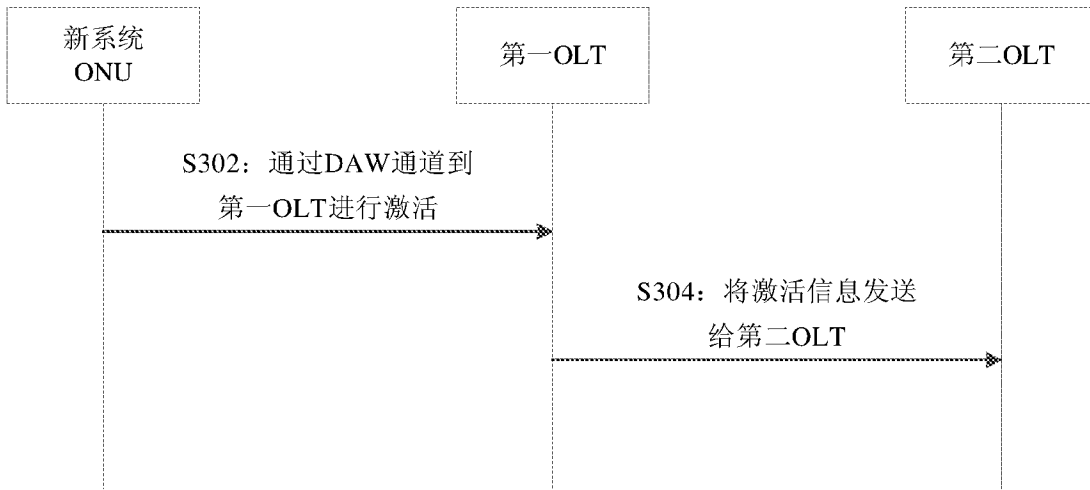 新系统
ONU
第一OLT
第二OLT
S302：通过DAW通道到
第一OLT进行激活
S304：将激活信息发送
给第二OLT